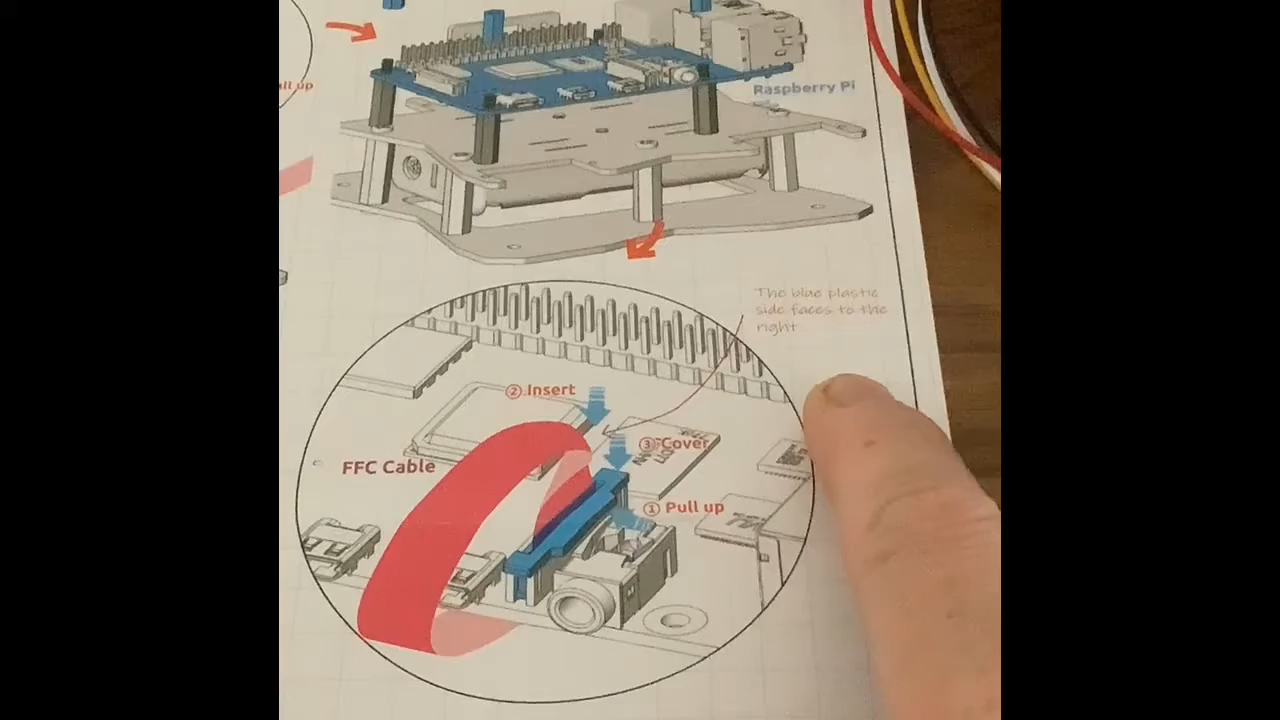 ll up
Raspberry Pi
The blue plastic
side faces to the
right
② Insert
③ Cover
FFC Cable
① Pull up